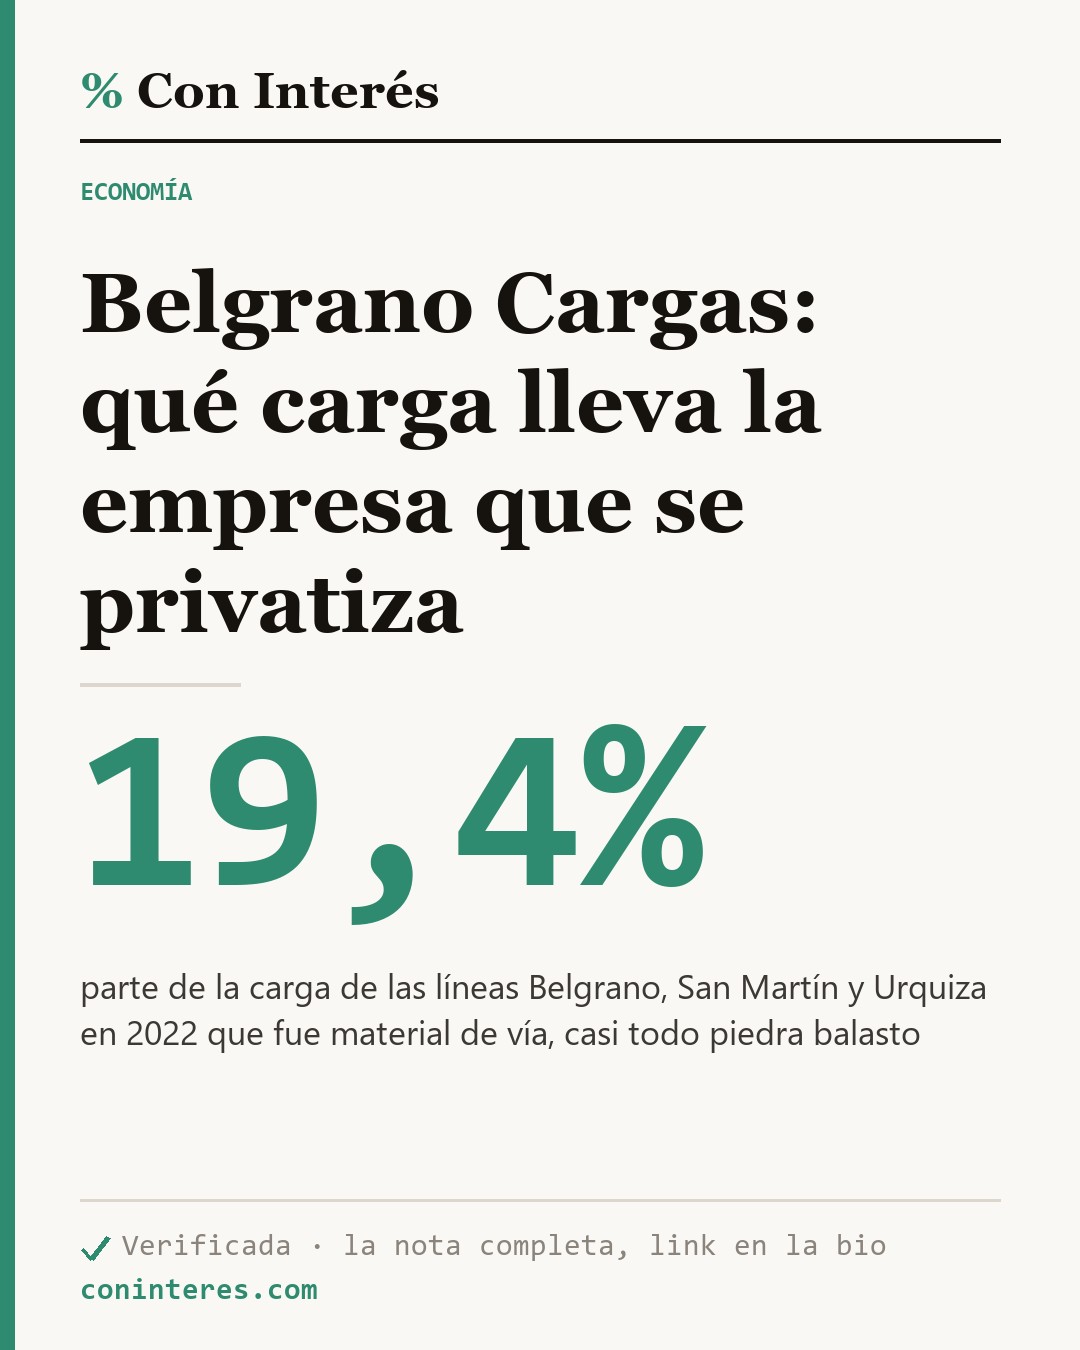 % Con Interés
ECONOMÍA
Belgrano Cargas:
qué carga lleva la
empresa que se
privatiza
19,4%
parte de la carga de las líneas Belgrano, San Martín y Urquiza
en 2022 que fue material de vía, casi todo piedra balasto
✓ Verificada · la nota completa, link en la bio
coninteres.com